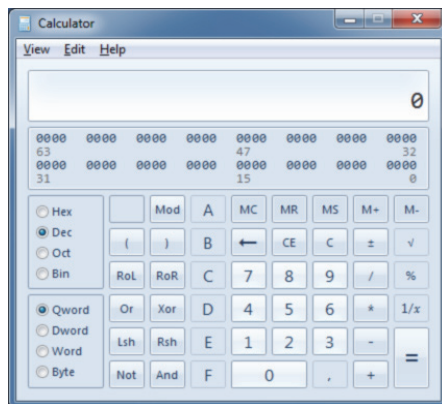 Calculator
View Edit Help
0
0000 0000 0000 0000 0000 0000 0000 0000
63 47 32
0000 0000 0000 0000 0000 0000 0000 0000
31 15 0
Hex Mod A MC MR MS M+ M-
Dec
Oct ( ) B ← CE C ± √
Bin RoL RoR C 7 8 9 / %
Qword Or Xor D 4 5 6 * 1/x
Dword
Word Lsh Rsh E 1 2 3 - =
Byte Not And F 0 , +